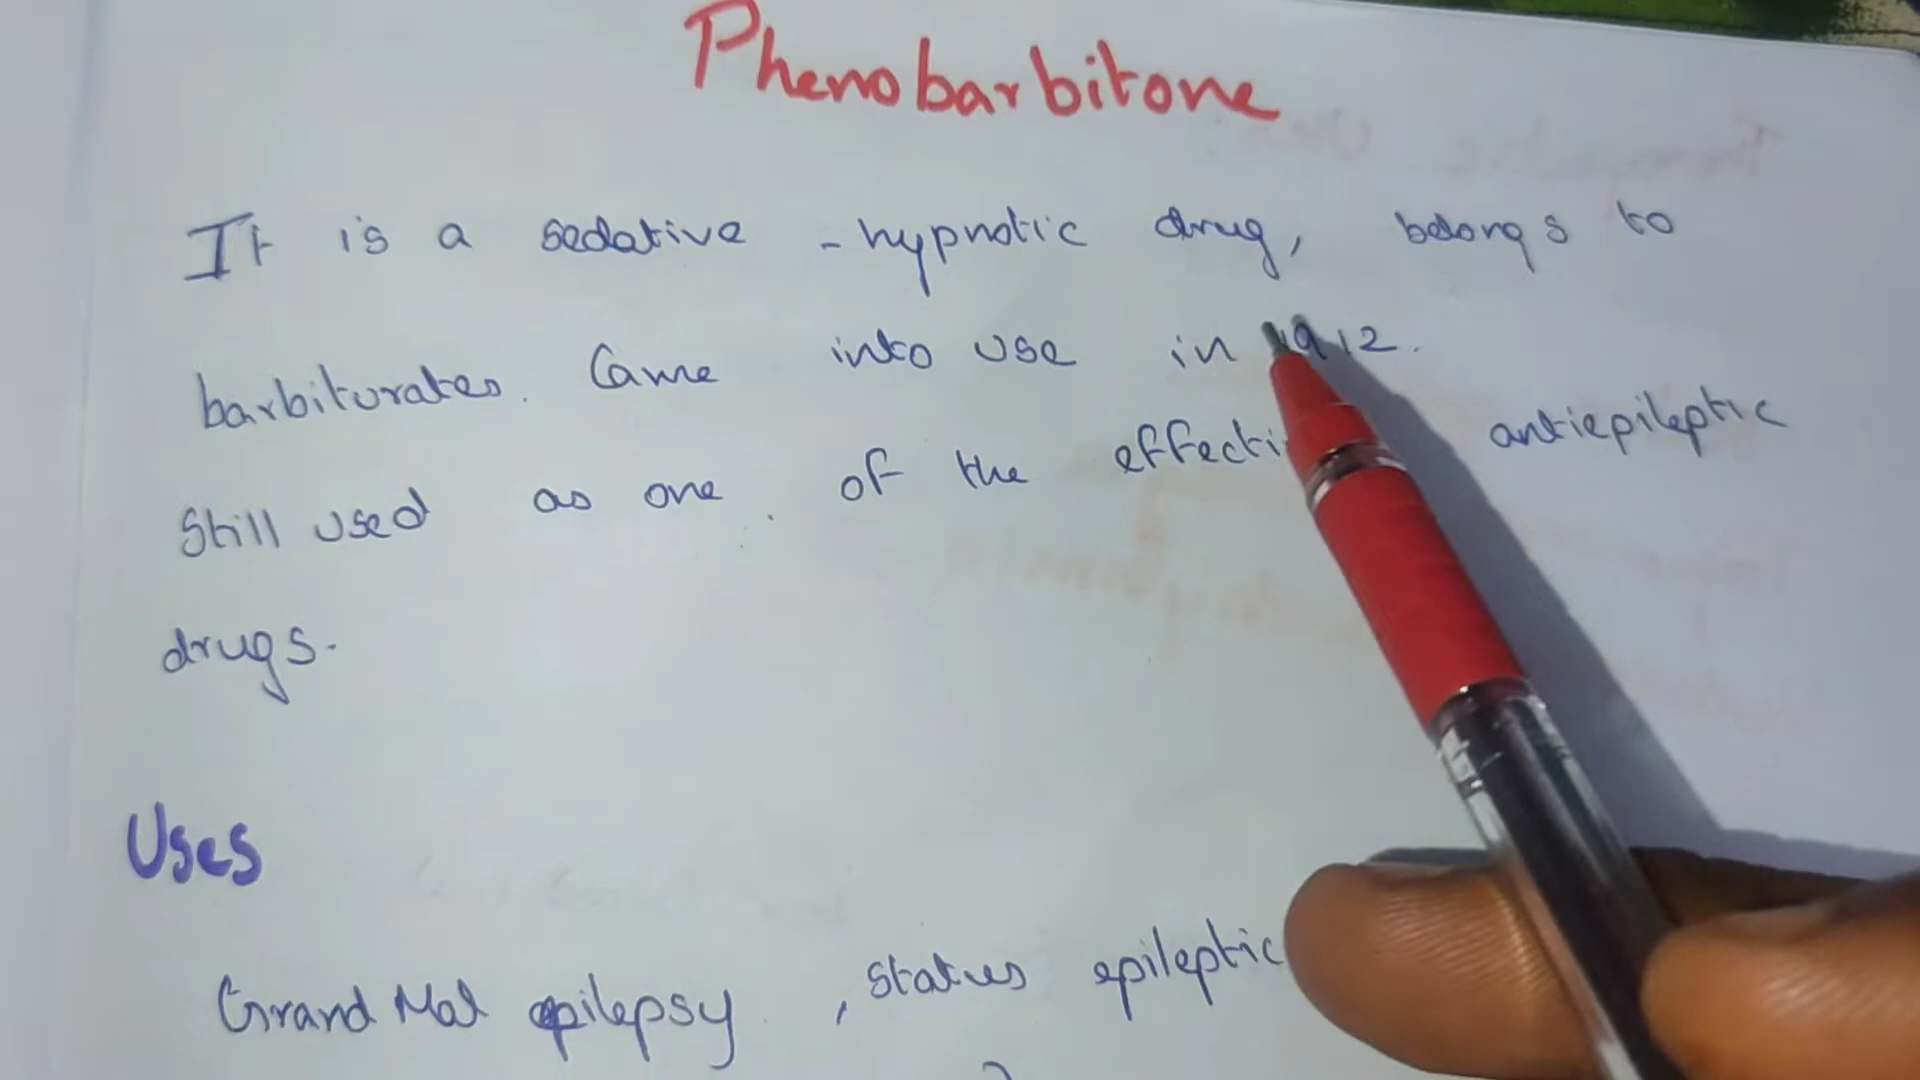 Phenobarbitone
It is a sedative - hypnotic drug, belongs to
barbiturates. Came into use in 1912.
Still used as one of the effecti antiepileptic
drugs.
Uses
Grand Mal epilepsy, status epileptic